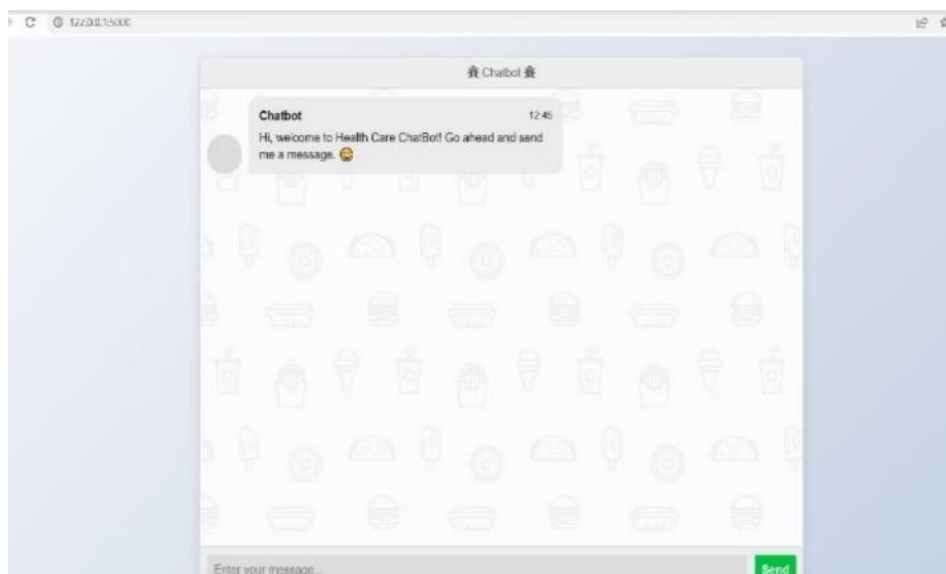 127.0.0.1:5000
Chatbot
Chatbot 12:45
Hi, welcome to Health Care ChatBot! Go ahead and send
me a message. 😄
Enter your message...
Send